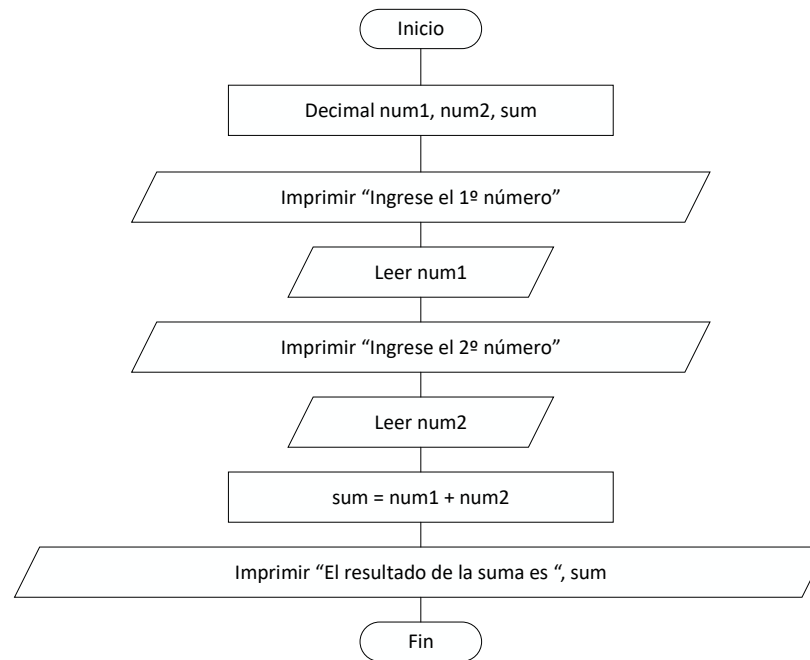 Inicio
Decimal num1, num2, sum
Imprimir “Ingrese el 1º número”
Leer num1
Imprimir “Ingrese el 2º número”
Leer num2
sum = num1 + num2
Imprimir “El resultado de la suma es “, sum
Fin